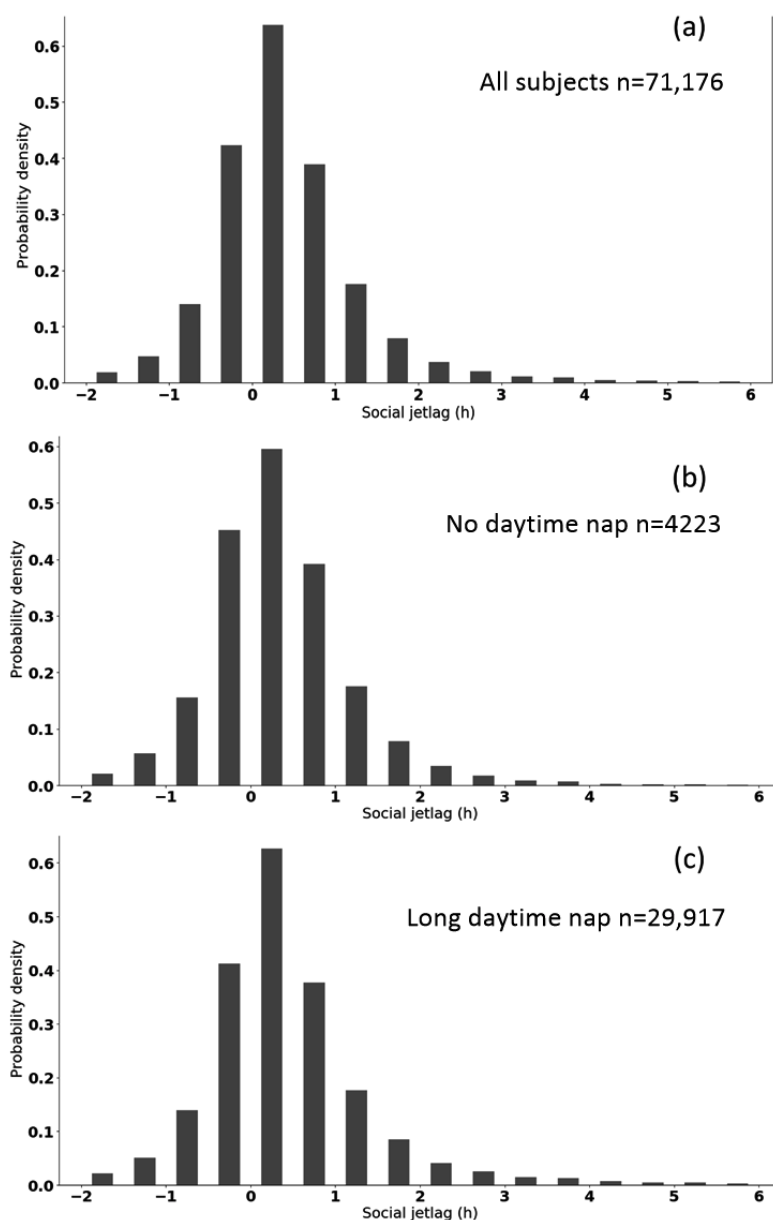 (a)
All subjects n=71,176
Probability density
0.6
0.5
0.4
0.3
0.2
0.1
0.0
−2 −1 0 1 2 3 4 5 6
Social jetlag (h)
(b)
No daytime nap n=4223
Probability density
0.6
0.5
0.4
0.3
0.2
0.1
0.0
−2 −1 0 1 2 3 4 5 6
Social jetlag (h)
(c)
Long daytime nap n=29,917
Probability density
0.6
0.5
0.4
0.3
0.2
0.1
0.0
−2 −1 0 1 2 3 4 5 6
Social jetlag (h)